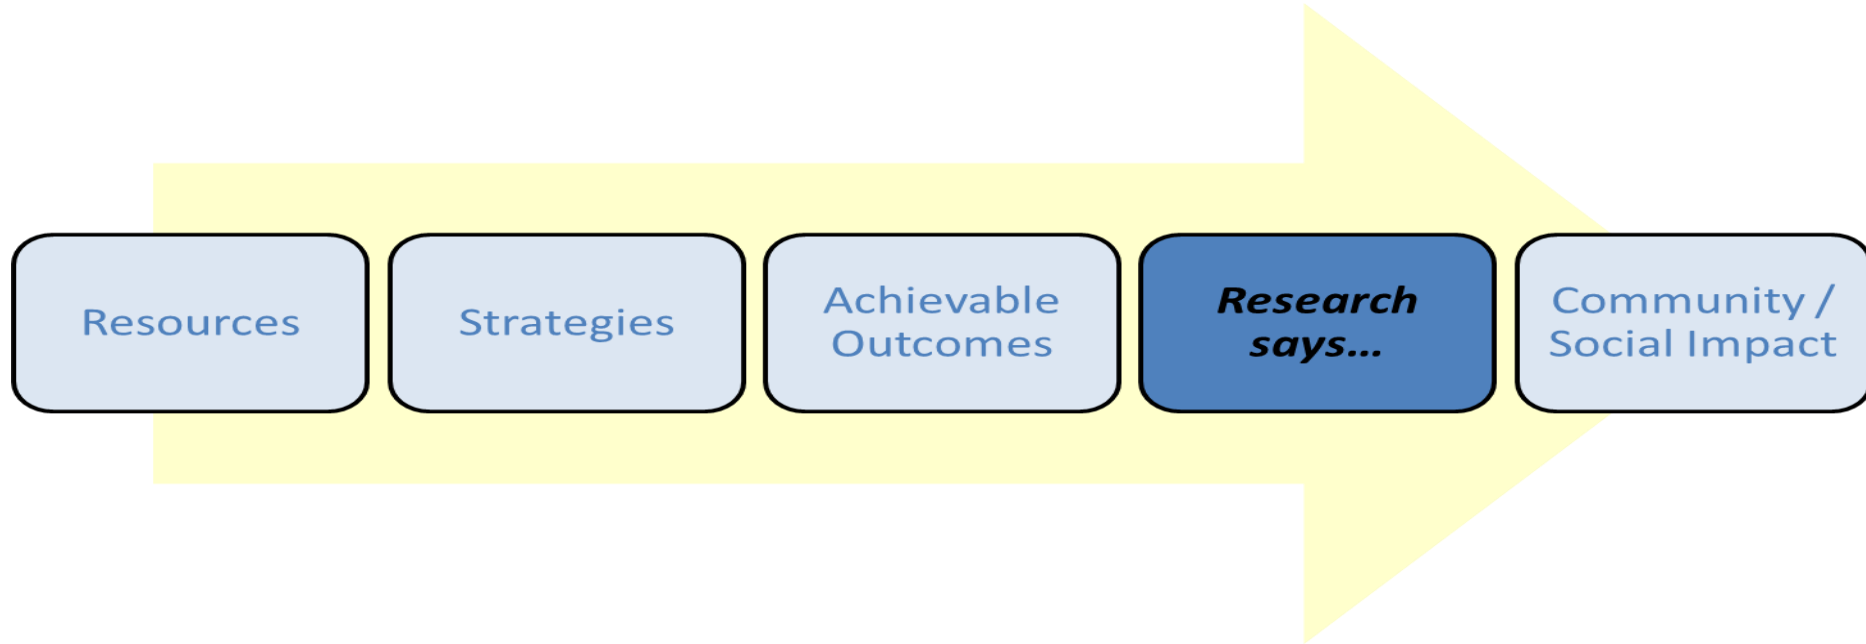 Resources
Strategies
Achievable
Outcomes
Research
says...
Community /
Social Impact